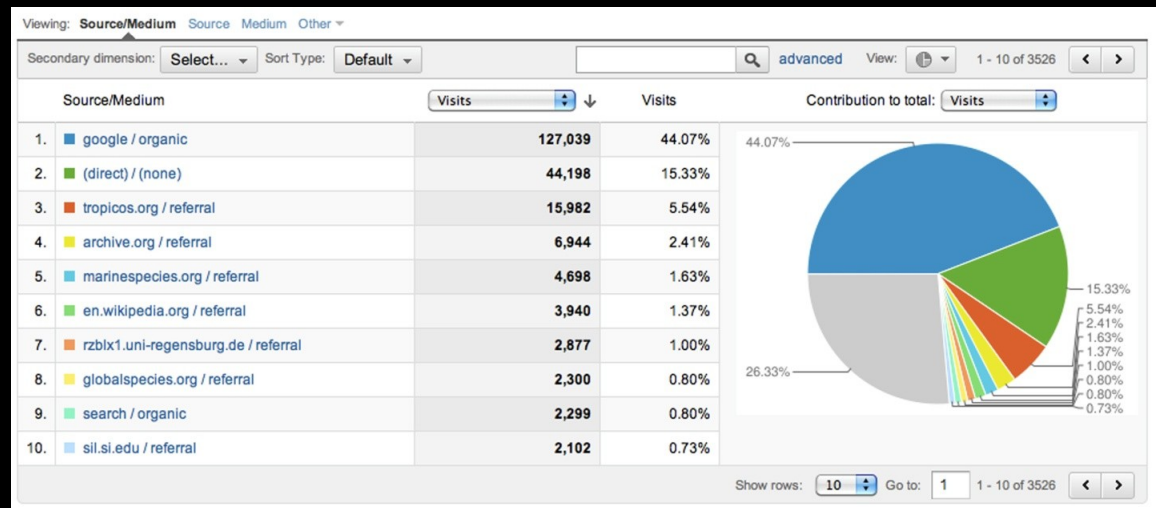 Viewing: Source/Medium Source Medium Other
Secondary dimension: Select... Sort Type: Default advanced View: 1 - 10 of 3526
Source/Medium Visits Visits Contribution to total: Visits
1. google / organic 127,039 44.07%
2. (direct) / (none) 44,198 15.33%
3. tropicos.org / referral 15,982 5.54%
4. archive.org / referral 6,944 2.41%
5. marinespecies.org / referral 4,698 1.63%
6. en.wikipedia.org / referral 3,940 1.37%
7. rzblx1.uni-regensburg.de / referral 2,877 1.00%
8. globalspecies.org / referral 2,300 0.80%
9. search / organic 2,299 0.80%
10. sil.si.edu / referral 2,102 0.73%
44.07%
15.33%
5.54%
2.41%
1.63%
1.37%
1.00%
0.80%
0.80%
0.73%
26.33%
Show rows: 10 Go to: 1 1 - 10 of 3526